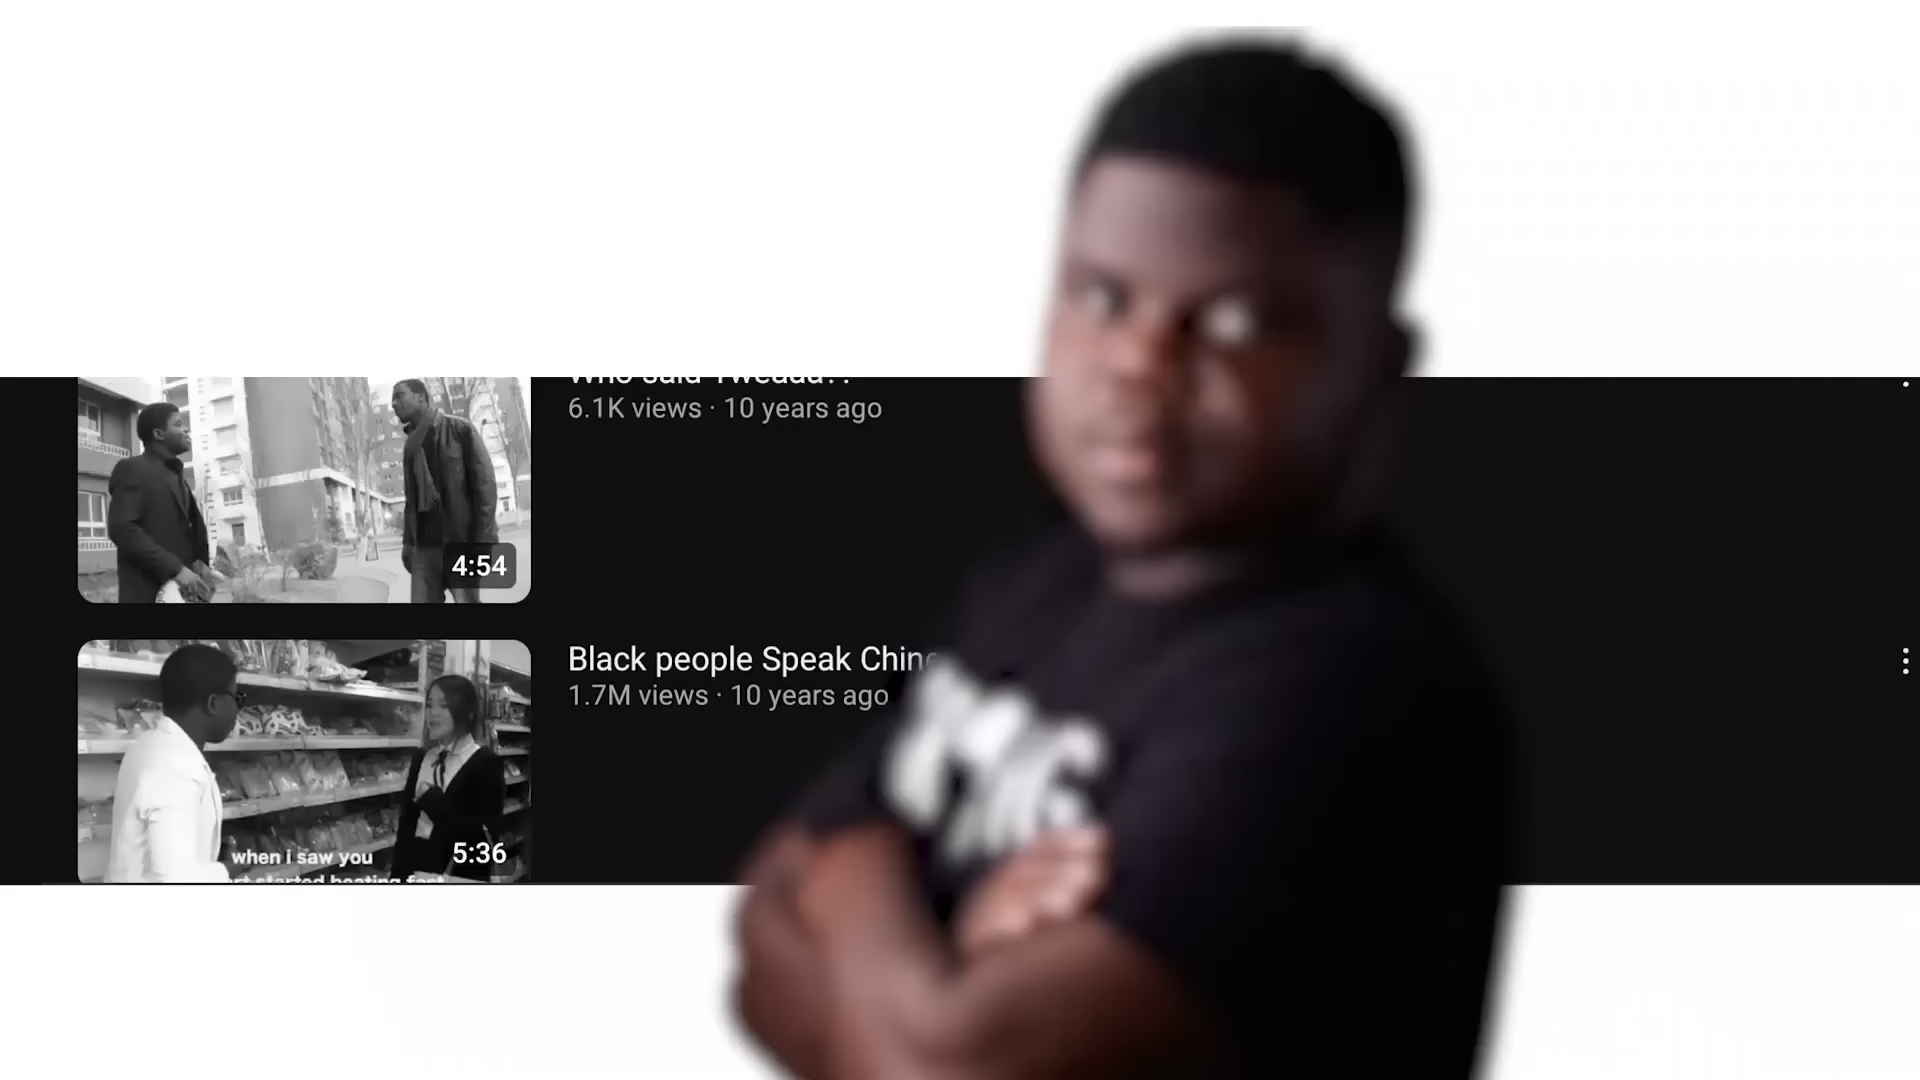 6.1K views · 10 years ago
4:54
Black people Speak Chin
1.7M views · 10 years ago
when i saw you
5:36